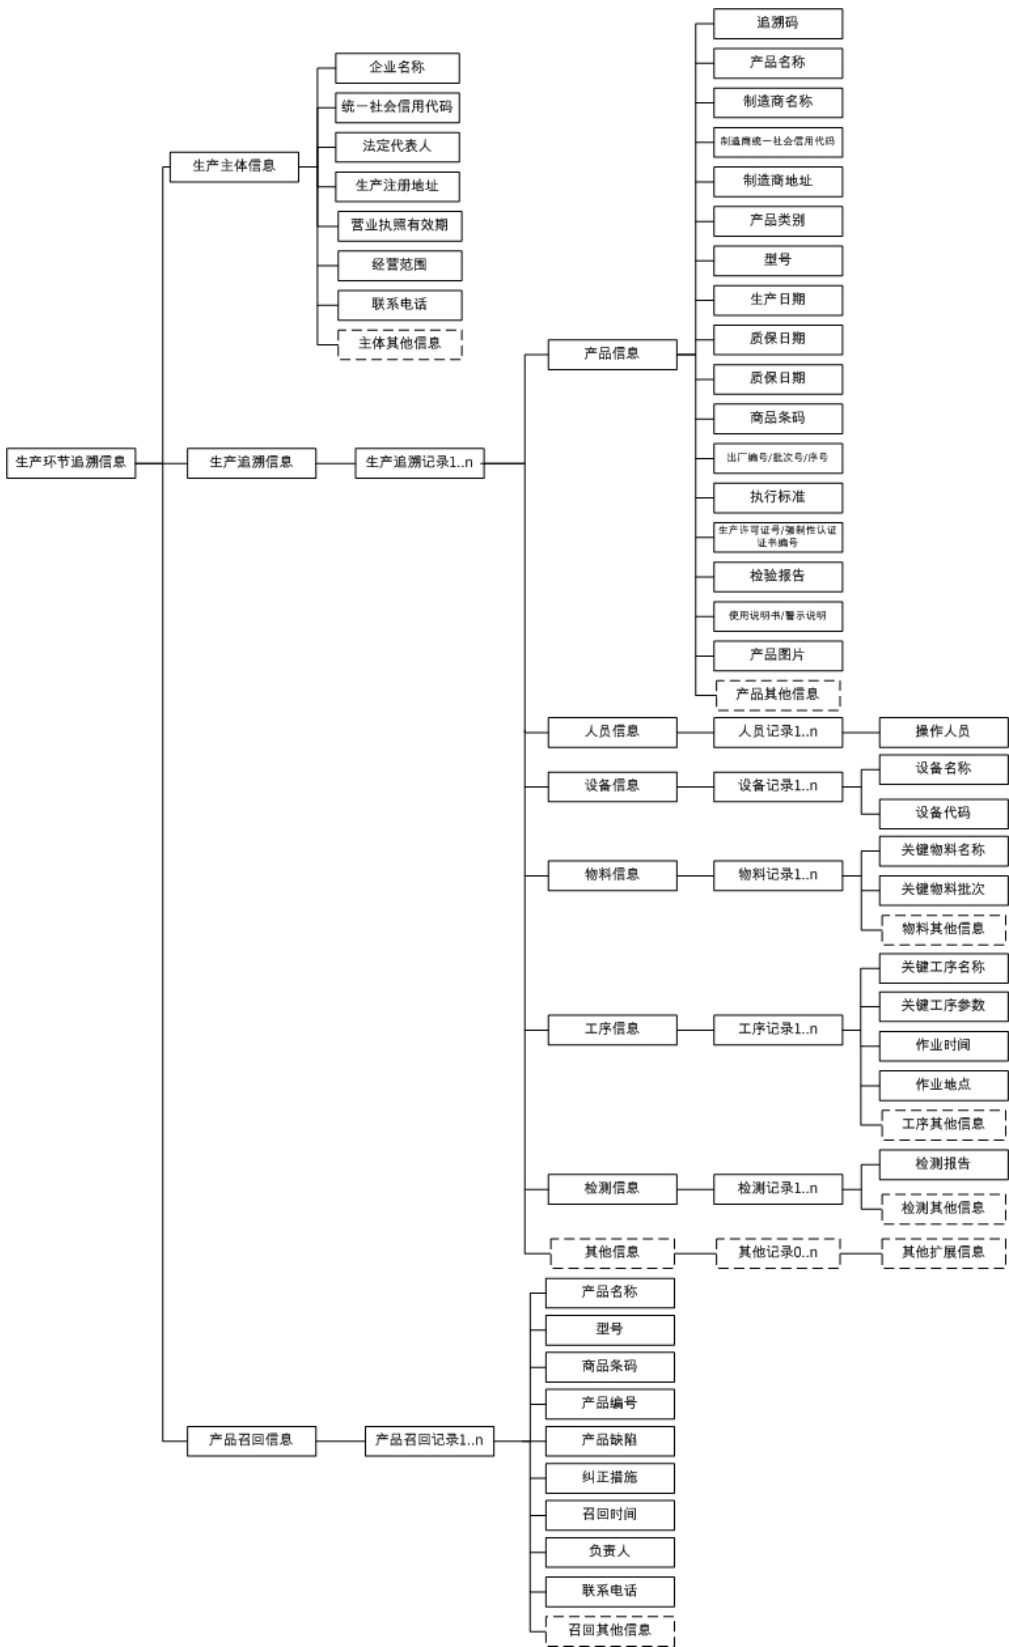 生产环节追溯信息
生产主体信息
企业名称
统一社会信用代码
法定代表人
生产注册地址
营业执照有效期
经营范围
联系电话
主体其他信息
生产追溯信息
生产追溯记录1..n
产品信息
追溯码
产品名称
制造商名称
制造商统一社会信用代码
制造商地址
产品类别
型号
生产日期
质保日期
质保日期
商品条码
出厂编号/批次号/序号
执行标准
生产许可证号/强制性认证
证书编号
检验报告
使用说明书/警示说明
产品图片
产品其他信息
人员信息
人员记录1..n
操作人员
设备信息
设备记录1..n
设备名称
设备代码
物料信息
物料记录1..n
关键物料名称
关键物料批次
物料其他信息
工序信息
工序记录1..n
关键工序名称
关键工序参数
作业时间
作业地点
工序其他信息
检测信息
检测记录1..n
检测报告
检测其他信息
其他信息
其他记录0..n
其他扩展信息
产品召回信息
产品召回记录1..n
产品名称
型号
商品条码
产品编号
产品缺陷
纠正措施
召回时间
负责人
联系电话
召回其他信息